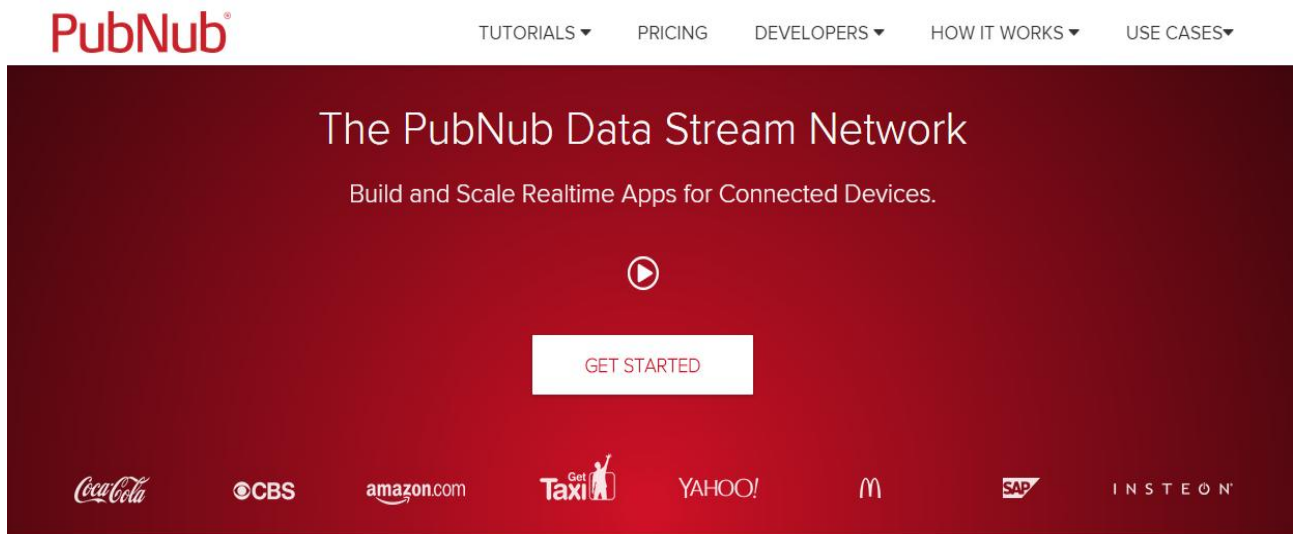 PubNub®
TUTORIALS PRICING DEVELOPERS HOW IT WORKS USE CASES
The PubNub Data Stream Network
Build and Scale Realtime Apps for Connected Devices.
GET STARTED
Coca-Cola CBS amazon.com Get Taxi YAHOO! M SAP INSTEON